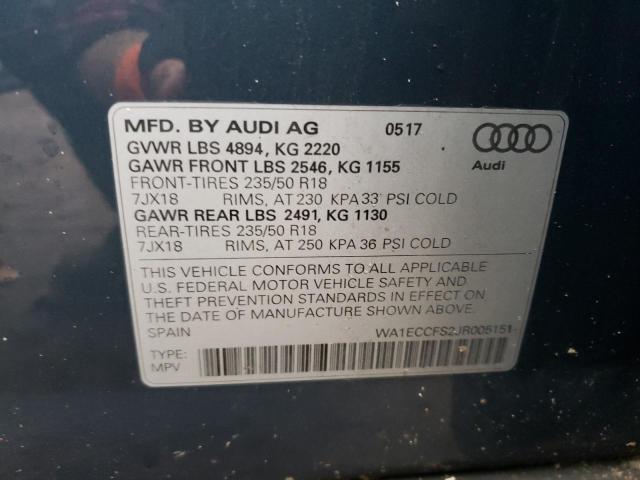 MFD. BY AUDI AG 0517
GVWR LBS 4894, KG 2220
GAWR FRONT LBS 2546, KG 1155
Audi
FRONT-TIRES 235/50 R18
7JX18 RIMS, AT 230 KPA 33 PSI COLD
GAWR REAR LBS 2491, KG 1130
REAR-TIRES 235/50 R18
7JX18 RIMS, AT 250 KPA 36 PSI COLD
THIS VEHICLE CONFORMS TO ALL APPLICABLE
U.S. FEDERAL MOTOR VEHICLE SAFETY AND
THEFT PREVENTION STANDARDS IN EFFECT ON
THE DATE OF MANUFACTURE SHOWN ABOVE.
SPAIN WA1ECCFS2JR005151
TYPE:
MPV